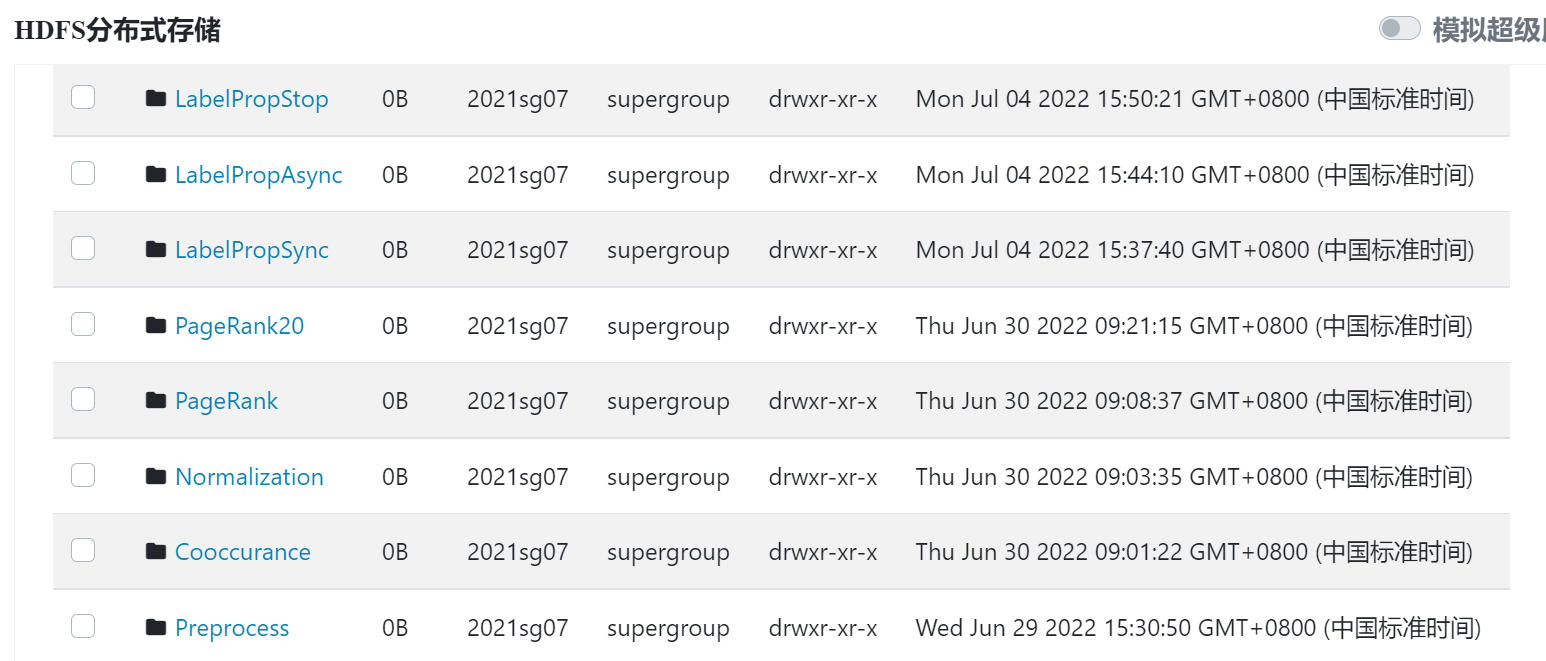 HDFS分布式存储 模拟超级
LabelPropStop 0B 2021sg07 supergroup drwxr-xr-x Mon Jul 04 2022 15:50:21 GMT+0800 (中国标准时间)
LabelPropAsync 0B 2021sg07 supergroup drwxr-xr-x Mon Jul 04 2022 15:44:10 GMT+0800 (中国标准时间)
LabelPropSync 0B 2021sg07 supergroup drwxr-xr-x Mon Jul 04 2022 15:37:40 GMT+0800 (中国标准时间)
PageRank20 0B 2021sg07 supergroup drwxr-xr-x Thu Jun 30 2022 09:21:15 GMT+0800 (中国标准时间)
PageRank 0B 2021sg07 supergroup drwxr-xr-x Thu Jun 30 2022 09:08:37 GMT+0800 (中国标准时间)
Normalization 0B 2021sg07 supergroup drwxr-xr-x Thu Jun 30 2022 09:03:35 GMT+0800 (中国标准时间)
Cooccurance 0B 2021sg07 supergroup drwxr-xr-x Thu Jun 30 2022 09:01:22 GMT+0800 (中国标准时间)
Preprocess 0B 2021sg07 supergroup drwxr-xr-x Wed Jun 29 2022 15:30:50 GMT+0800 (中国标准时间)